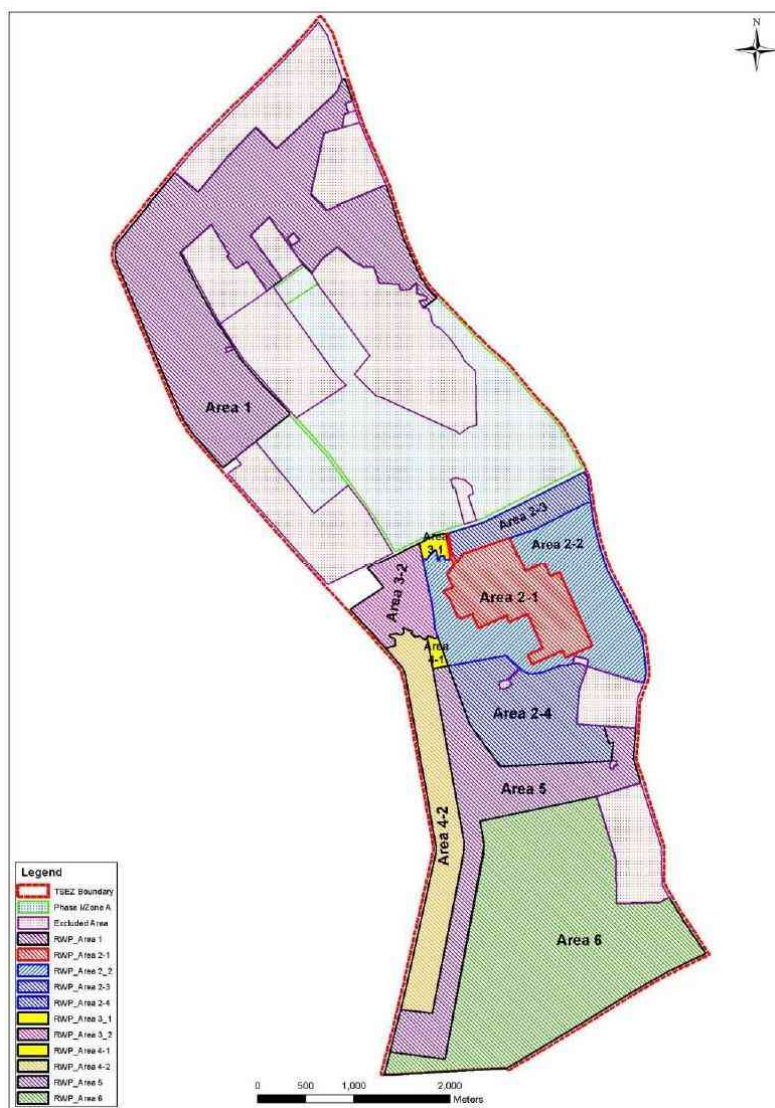 N
Area 1
Area 2-3
Area
3-1
Area 2-2
Area 3-2
Area 2-1
Area
4-1
Area 2-4
Area 5
Area 4-2
Area 6
Legend
TSEZ Boundary
Phase I/Zone A
Excluded Area
RWP_Area 1
RWP_Area 2-1
RWP_Area 2_2
RWP_Area 2-3
RWP_Area 2-4
RWP_Area 3_1
RWP_Area 3_2
RWP_Area 4-1
RWP_Area 4-2
RWP_Area 5
RWP_Area 6
0 500 1,000 2,000
Meters